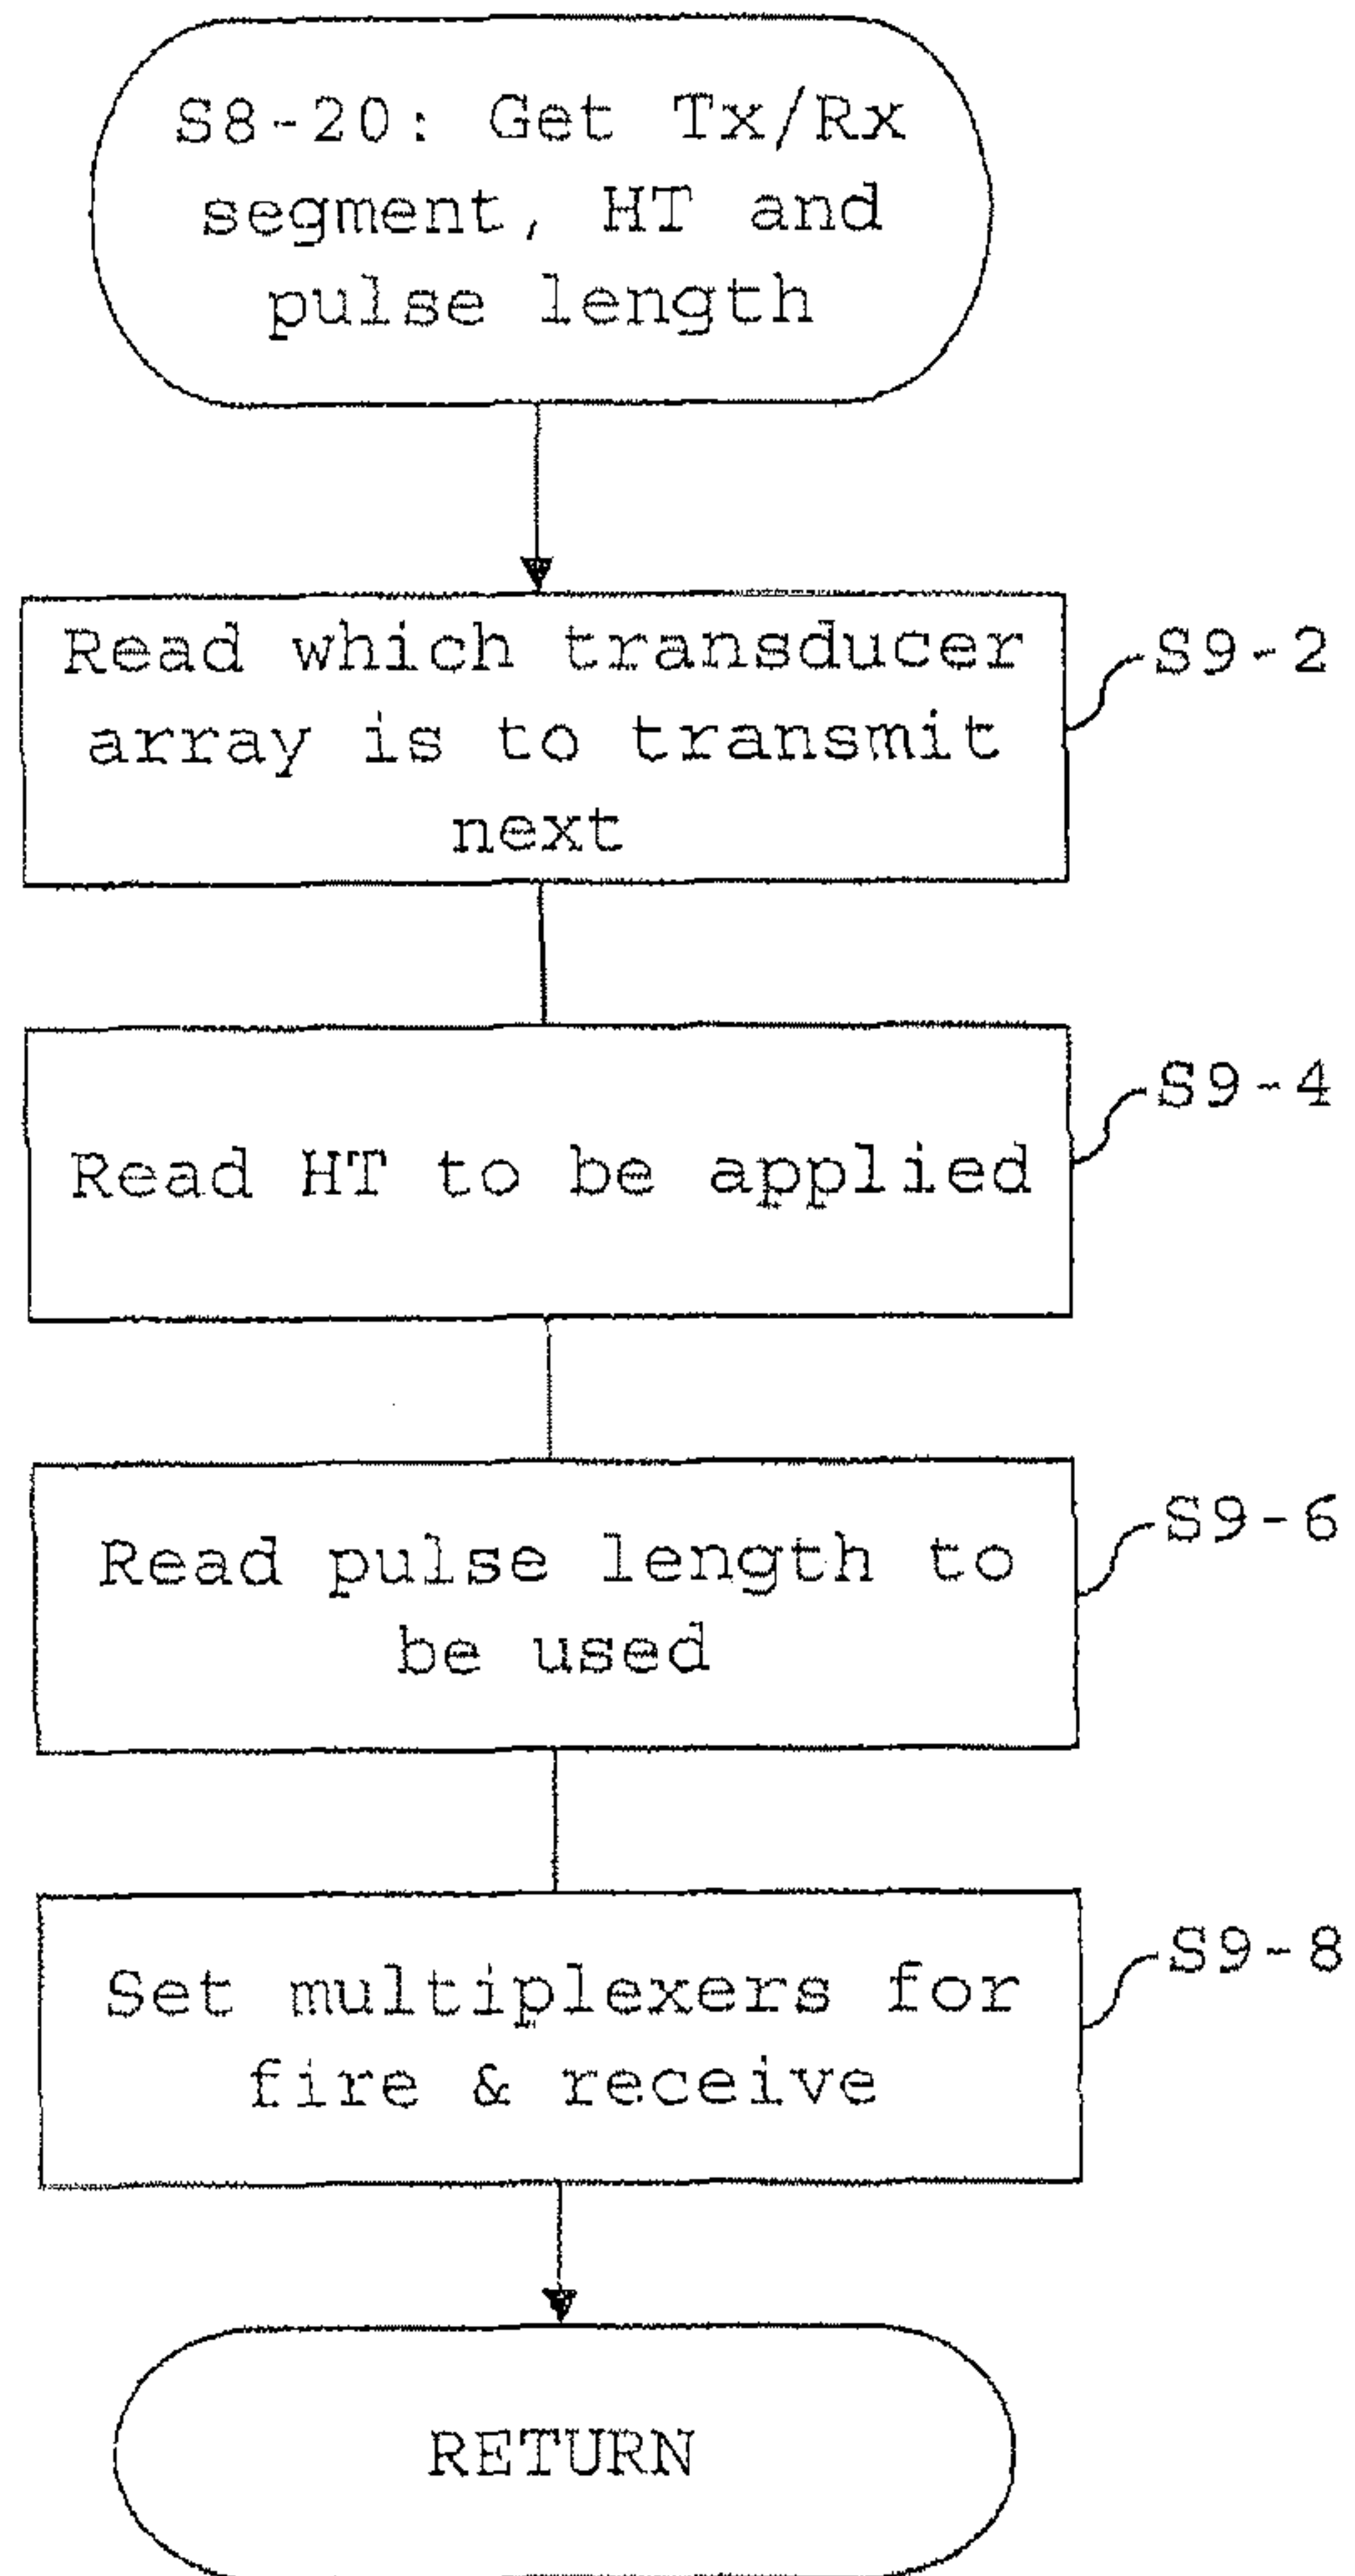 S8-20: Get Tx/Rx
segment, HT and
pulse length
Read which transducer
array is to transmit
next
S9-2
Read HT to be applied
S9-4
Read pulse length to
be used
S9-6
Set multiplexers for
fire & receive
S9-8
RETURN